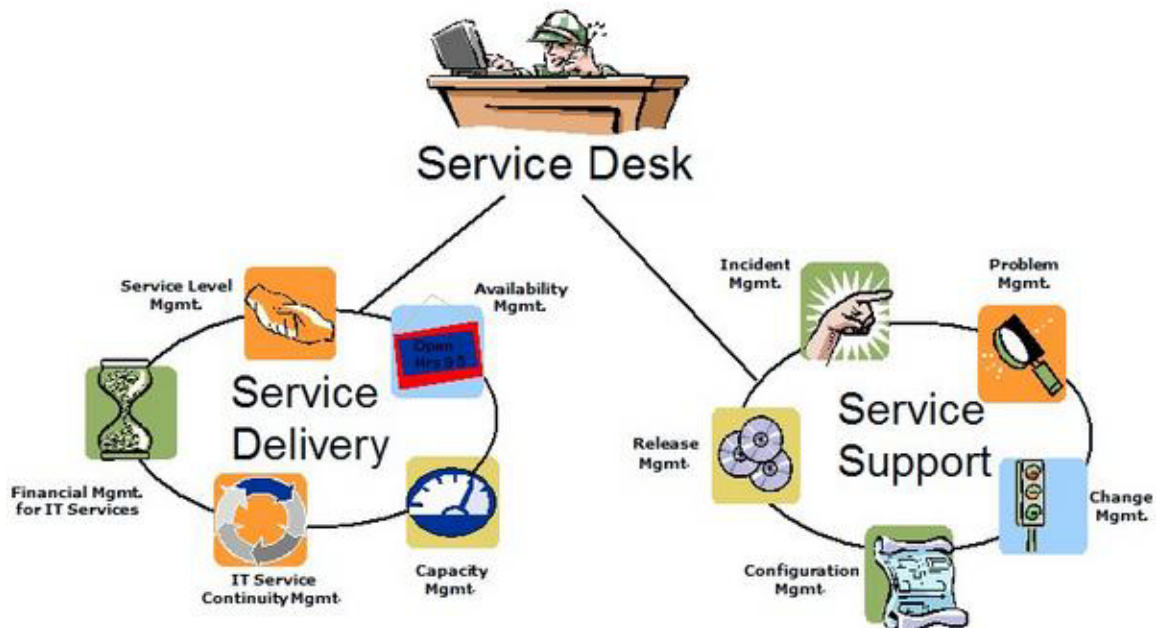 Service Desk
Service Level
Mgmt.
Availability
Mgmt.
Open
Service
Delivery
Financial Mgmt.
for IT Services
IT Service
Continuity Mgmt.
Capacity
Mgmt.
Incident
Mgmt.
Problem
Mgmt.
Release
Mgmt.
Service
Support
Change
Mgmt.
Configuration
Mgmt.